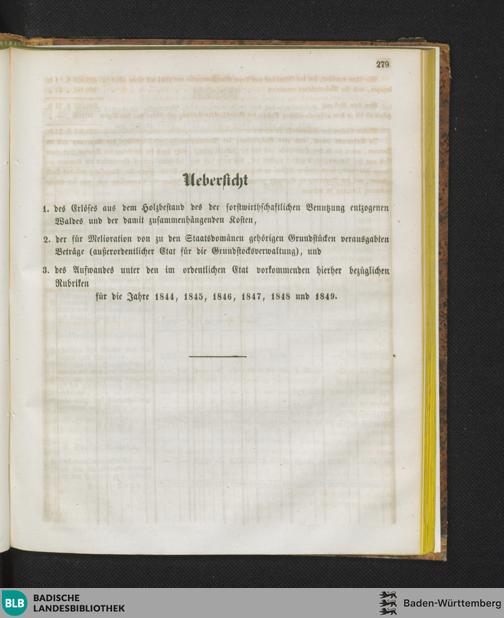 279
Uebersicht
1. des Erlöses aus dem Holzbestand des der forstwirthschaftlichen Benutzung entzogenen
Waldes und der damit zusammenhängenden Kosten,
2. der für Melioration von zu den Staatsdomänen gehörigen Grundstücken verausgabten
Beträge (außerordentlicher Etat für die Grundstocksverwaltung), und
3. des Aufwandes unter den im ordentlichen Etat vorkommenden hierher bezüglichen
Rubriken
für die Jahre 1844, 1845, 1846, 1847, 1848 und 1849.
BLB
BADISCHE
LANDESBIBLIOTHEK
Baden-Württemberg